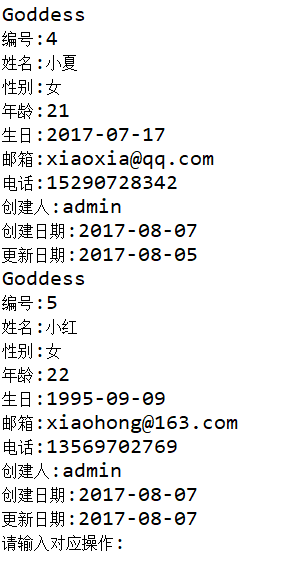 Goddess
编号:4
姓名:小夏
性别:女
年龄:21
生日:2017-07-17
邮箱:xiaoxia@qq.com
电话:15290728342
创建人:admin
创建日期:2017-08-07
更新日期:2017-08-05
Goddess
编号:5
姓名:小红
性别:女
年龄:22
生日:1995-09-09
邮箱:xiaohong@163.com
电话:13569702769
创建人:admin
创建日期:2017-08-07
更新日期:2017-08-07
请输入对应操作: